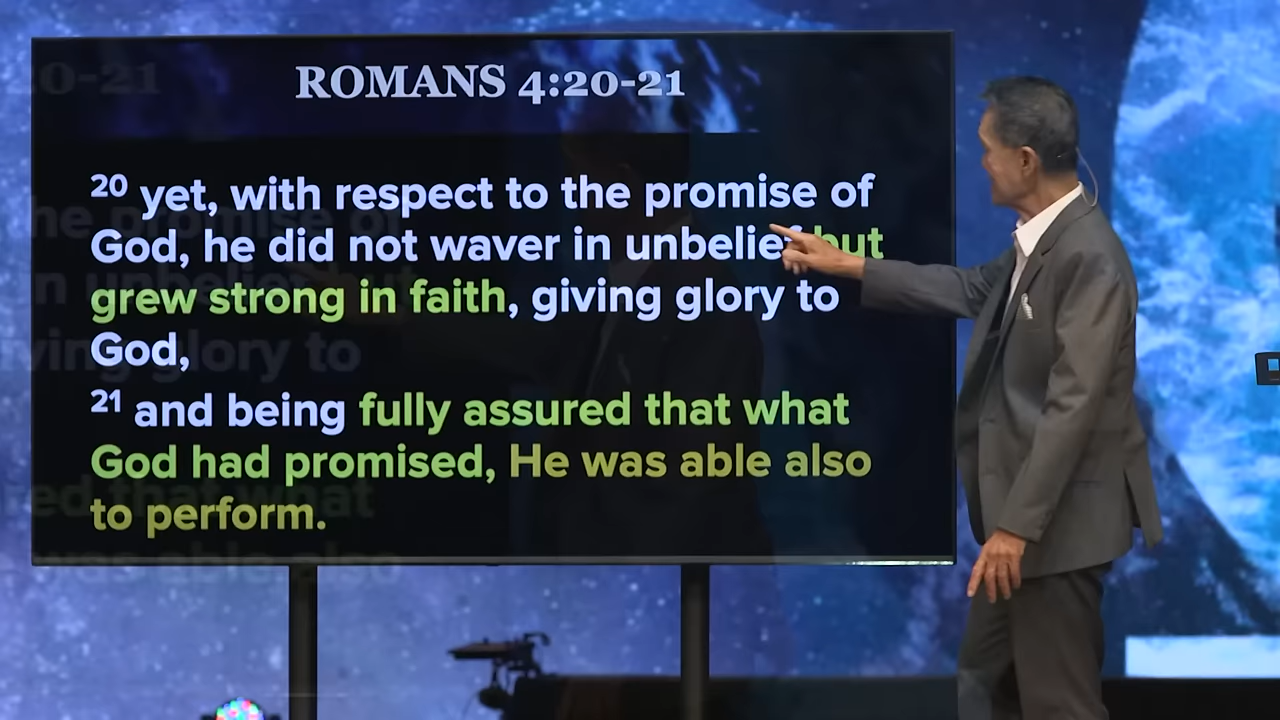 ROMANS 4:20-21
20 yet, with respect to the promise of
God, he did not waver in unbelief but
grew strong in faith, giving glory to
God,
21 and being fully assured that what
God had promised, He was able also
to perform.